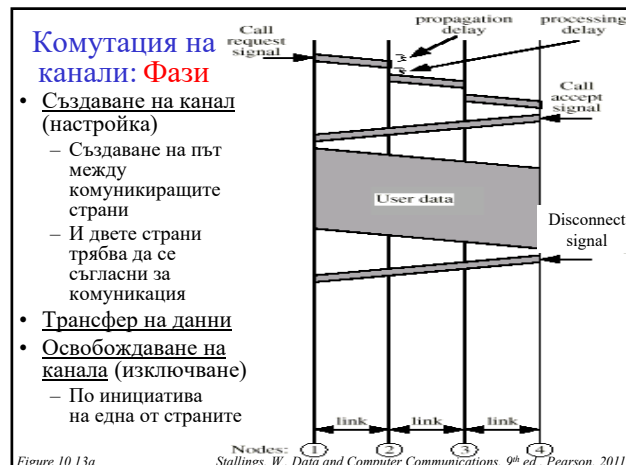 Комутация на
канали: Фази
• Създаване на канал
(настройка)
– Създаване на път
между
комуникиращите
страни
– И двете страни
трябва да се
съгласни за
комуникация
• Трансфер на данни
• Освобождаване на
канала (изключване)
– По инициатива
на една от страните
Call
request
signal
propagation
delay
processing
delay
Call
accept
signal
User data
Disconnect
signal
link link link
Nodes: 1 2 3 4
Figure 10.13a
Stallings, W., Data and Computer Communications, 9th ed., Pearson, 2011